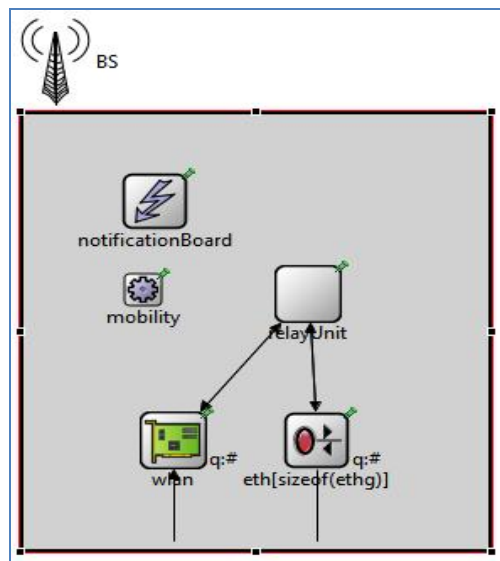 BS
notificationBoard
mobility
relayUnit
q:#
wlan
q:#
eth[sizeof(ethg)]